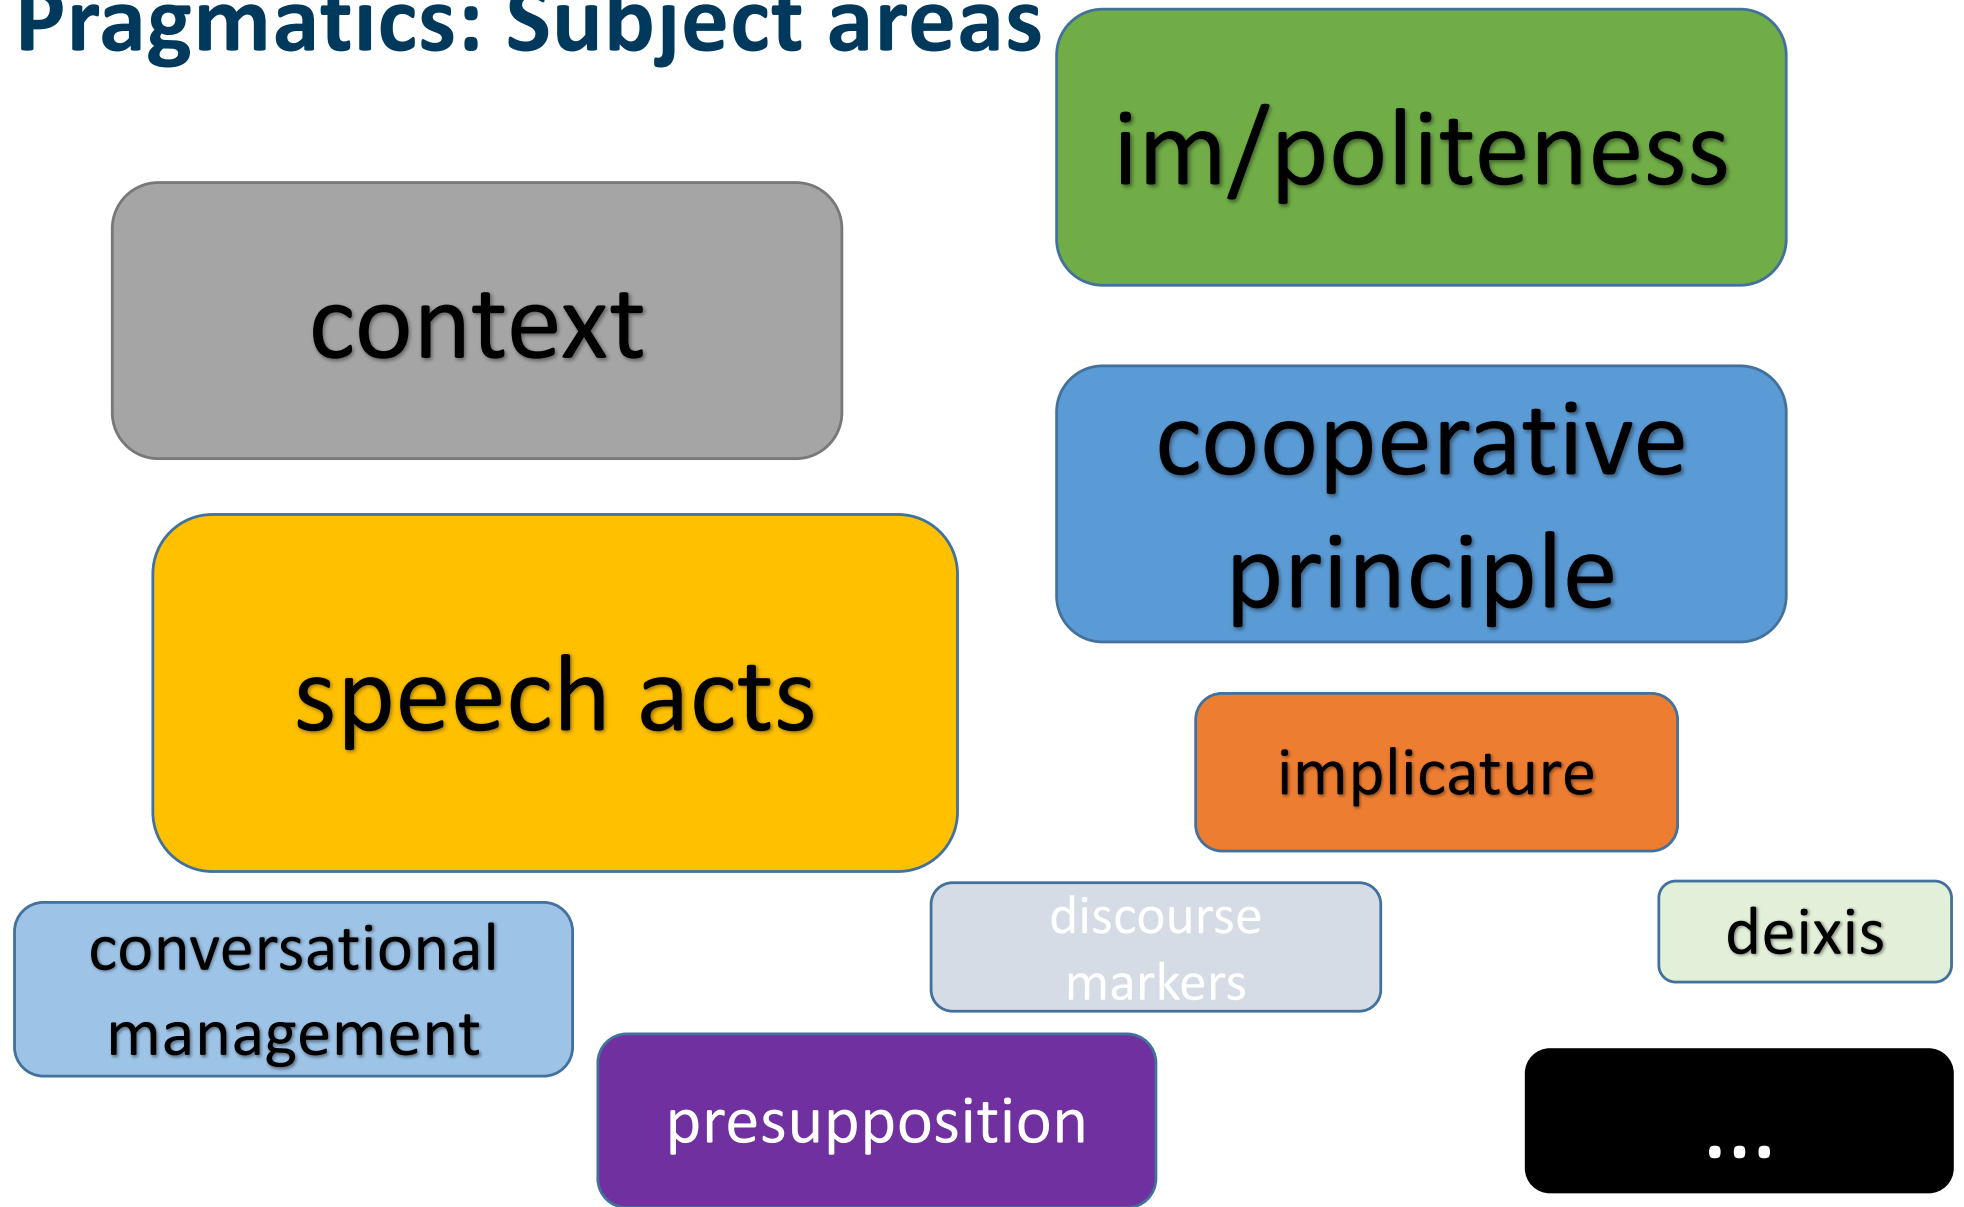 Pragmatics: Subject areas
im/politeness
context
cooperative
principle
speech acts
implicature
discourse
markers
deixis
conversational
management
presupposition
...